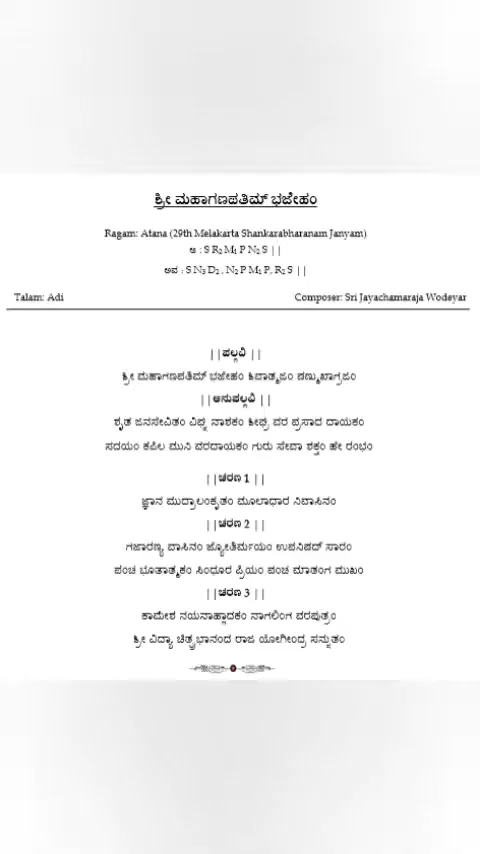 ಶ್ರೀ ಮಹಾಗಣಪತಿಮ್ ಭಜೇಹಂ
Ragam: Atana (29th Melakarta Shankarabharanam Janyam)
ಆ : S R2 M1 P N2 S ||
ಅವ : S N3 D2 , N2 P M1 P, R2 S ||
Talam: Adi Composer: Sri Jayachamaraja Wodeyar
||ಪಲ್ಲವಿ ||
ಶ್ರೀ ಮಹಾಗಣಪತಿಮ್ ಭಜೇಹಂ ಶಿವಾತ್ಮಜಂ ಷಣ್ಮುಖಾಗ್ರಜಂ
||ಅನುಪಲ್ಲವಿ ||
ಶೃತ ಜನಸೇವಿತಂ ವಿಘ್ನ ನಾಶಕಂ ಶೀಘ್ರ ವರ ಪ್ರಸಾದ ದಾಯಕಂ
ಸದಯಂ ಕಪಿಲ ಮುನಿ ವರದಾಯಕಂ ಗುರು ಸೇವಾ ಶಕ್ತಂ ಹೇ ರಂಭಂ
||ಚರಣ 1 ||
ಜ್ಞಾನ ಮುದ್ರಾಲಂಕೃತಂ ಮೂಲಾಧಾರ ನಿವಾಸಿನಂ
||ಚರಣ 2 ||
ಗಜಾರಣ್ಯ ವಾಸಿನಂ ಜ್ಯೋತಿರ್ಮಯಂ ಉಪನಿಷದ್ ಸಾರಂ
ಪಂಚ ಭೂತಾತ್ಮಕಂ ಸಿಂಧೂರ ಪ್ರಿಯಂ ಪಂಚ ಮಾತಂಗ ಮುಖಂ
||ಚರಣ 3 ||
ಕಾಮೇಶ ನಯನಾಹ್ಲಾದಕಂ ನಾಗಲಿಂಗ ವರಪುತ್ರಂ
ಶ್ರೀ ವಿದ್ಯಾ ಚಿತ್ಪ್ರಭಾನಂದ ರಾಜ ಯೋಗೀಂದ್ರ ಸನ್ನುತಂ